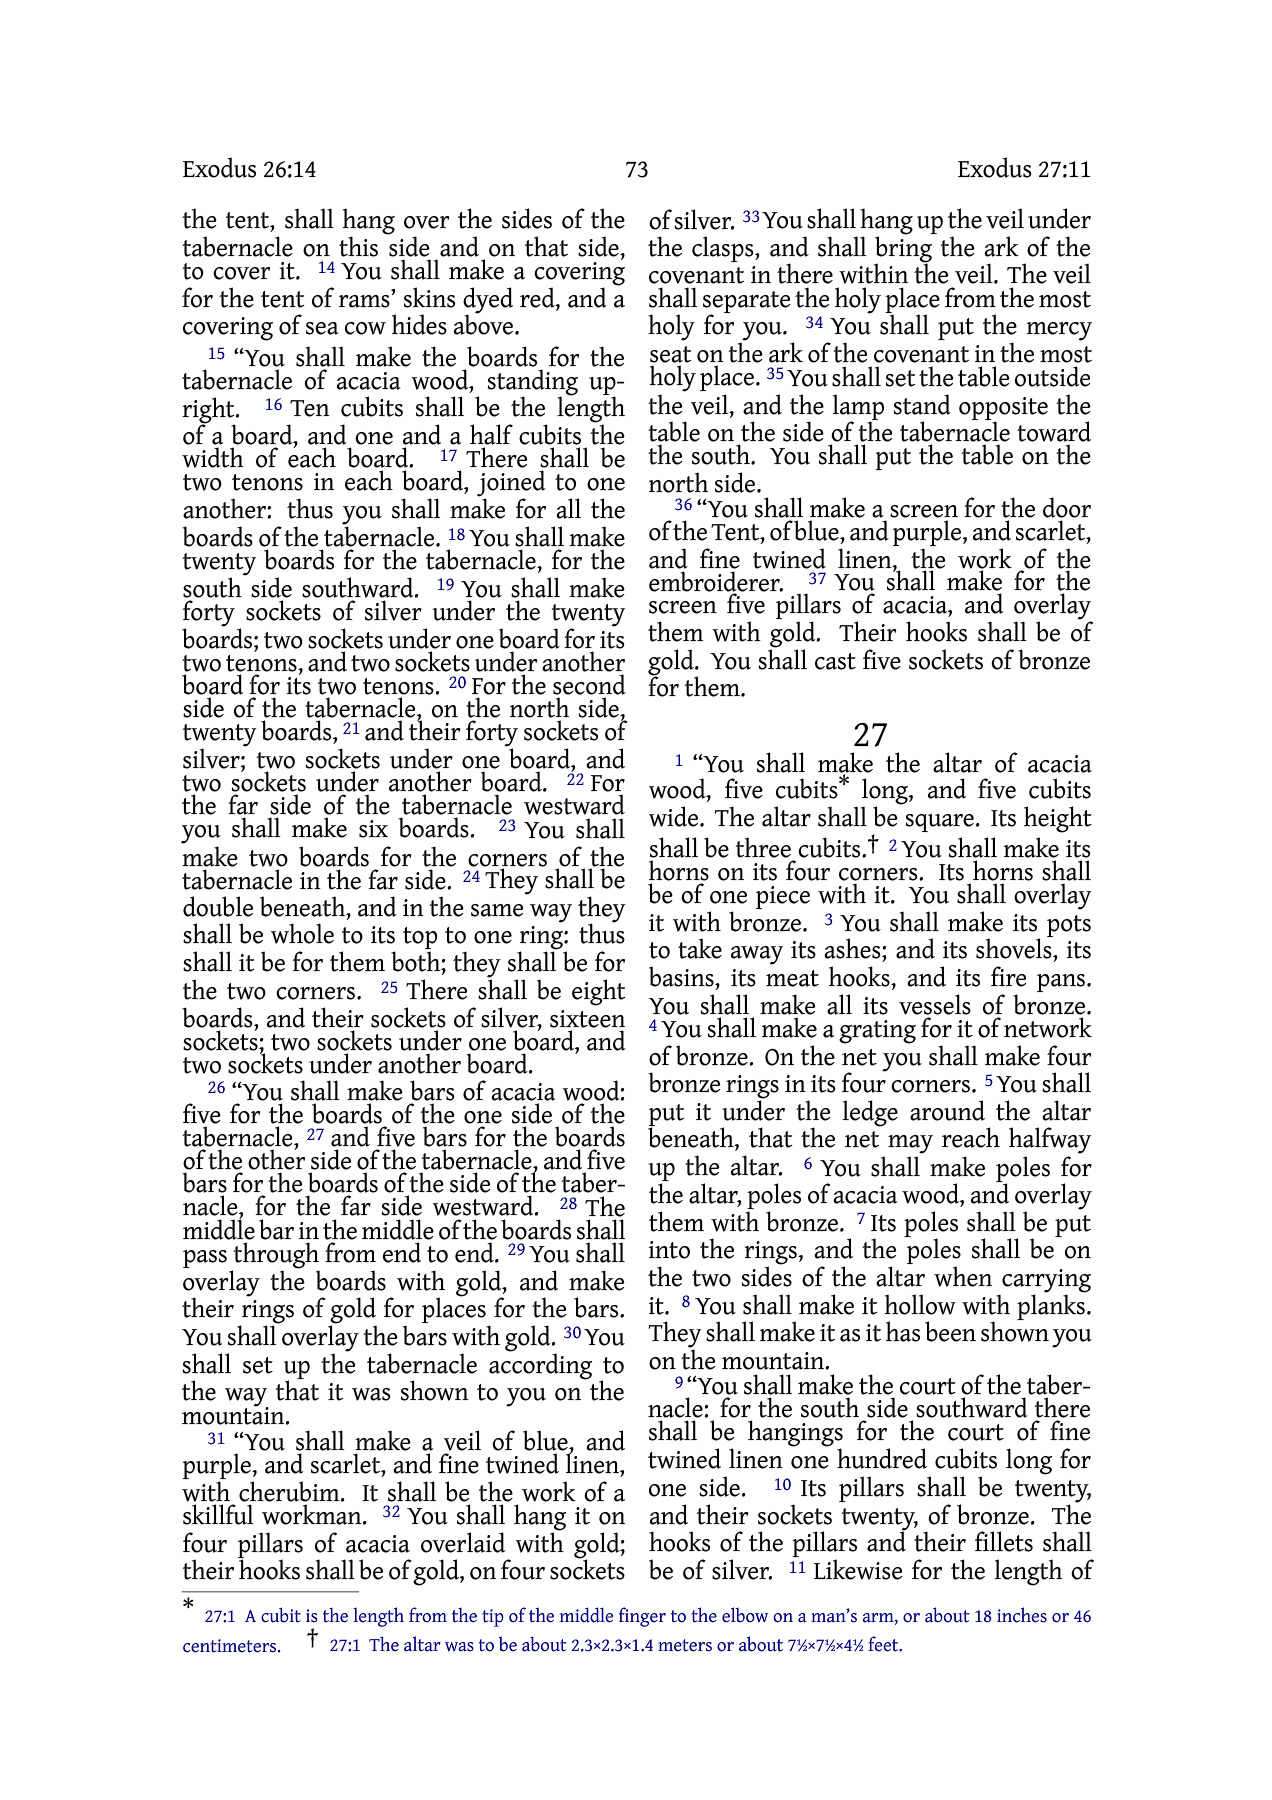 Exodus 26:14 73 Exodus 27:11
the tent, shall hang over the sides of the
tabernacle on this side and on that side,
to cover it. 14 You shall make a covering
for the tent of rams’ skins dyed red, and a
covering of sea cow hides above.
15 “You shall make the boards for the
tabernacle of acacia wood, standing up-
right. 16 Ten cubits shall be the length
of a board, and one and a half cubits the
width of each board. 17 There shall be
two tenons in each board, joined to one
another: thus you shall make for all the
boards of the tabernacle. 18 You shall make
twenty boards for the tabernacle, for the
south side southward. 19 You shall make
forty sockets of silver under the twenty
boards; two sockets under one board for its
two tenons, and two sockets under another
board for its two tenons. 20 For the second
side of the tabernacle, on the north side,
twenty boards, 21 and their forty sockets of
silver; two sockets under one board, and
two sockets under another board. 22 For
the far side of the tabernacle westward
you shall make six boards. 23 You shall
make two boards for the corners of the
tabernacle in the far side. 24 They shall be
double beneath, and in the same way they
shall be whole to its top to one ring: thus
shall it be for them both; they shall be for
the two corners. 25 There shall be eight
boards, and their sockets of silver, sixteen
sockets; two sockets under one board, and
two sockets under another board.
26 “You shall make bars of acacia wood:
five for the boards of the one side of the
tabernacle, 27 and five bars for the boards
of the other side of the tabernacle, and five
bars for the boards of the side of the taber-
nacle, for the far side westward. 28 The
middle bar in the middle of the boards shall
pass through from end to end. 29 You shall
overlay the boards with gold, and make
their rings of gold for places for the bars.
You shall overlay the bars with gold. 30 You
shall set up the tabernacle according to
the way that it was shown to you on the
mountain.
31 “You shall make a veil of blue, and
purple, and scarlet, and fine twined linen,
with cherubim. It shall be the work of a
skillful workman. 32 You shall hang it on
four pillars of acacia overlaid with gold;
their hooks shall be of gold, on four sockets
of silver. 33 You shall hang up the veil under
the clasps, and shall bring the ark of the
covenant in there within the veil. The veil
shall separate the holy place from the most
holy for you. 34 You shall put the mercy
seat on the ark of the covenant in the most
holy place. 35 You shall set the table outside
the veil, and the lamp stand opposite the
table on the side of the tabernacle toward
the south. You shall put the table on the
north side.
36 “You shall make a screen for the door
of the Tent, of blue, and purple, and scarlet,
and fine twined linen, the work of the
embroiderer. 37 You shall make for the
screen five pillars of acacia, and overlay
them with gold. Their hooks shall be of
gold. You shall cast five sockets of bronze
for them.
27
1 “You shall make the altar of acacia
wood, five cubits* long, and five cubits
wide. The altar shall be square. Its height
shall be three cubits.† 2 You shall make its
horns on its four corners. Its horns shall
be of one piece with it. You shall overlay
it with bronze. 3 You shall make its pots
to take away its ashes; and its shovels, its
basins, its meat hooks, and its fire pans.
You shall make all its vessels of bronze.
4 You shall make a grating for it of network
of bronze. On the net you shall make four
bronze rings in its four corners. 5 You shall
put it under the ledge around the altar
beneath, that the net may reach halfway
up the altar. 6 You shall make poles for
the altar, poles of acacia wood, and overlay
them with bronze. 7 Its poles shall be put
into the rings, and the poles shall be on
the two sides of the altar when carrying
it. 8 You shall make it hollow with planks.
They shall make it as it has been shown you
on the mountain.
9 “You shall make the court of the taber-
nacle: for the south side southward there
shall be hangings for the court of fine
twined linen one hundred cubits long for
one side. 10 Its pillars shall be twenty,
and their sockets twenty, of bronze. The
hooks of the pillars and their fillets shall
be of silver. 11 Likewise for the length of
* 27:1 A cubit is the length from the tip of the middle finger to the elbow on a man’s arm, or about 18 inches or 46
centimeters. † 27:1 The altar was to be about 2.3×2.3×1.4 meters or about 7½×7½×4½ feet.